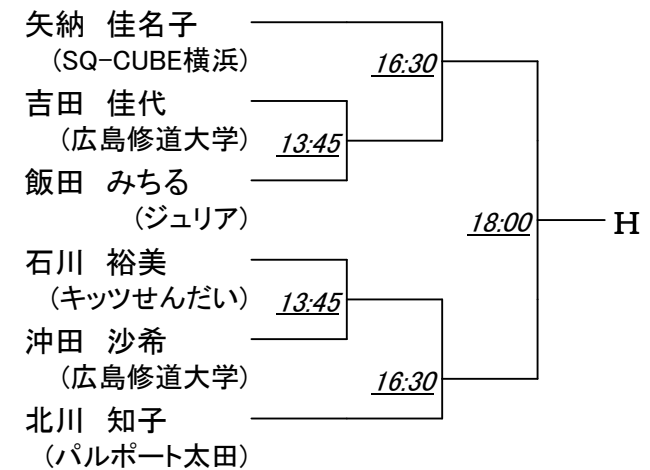 矢納 佳名子
(SQ-CUBE横浜)
16:30
吉田 佳代
(広島修道大学)
13:45
飯田 みちる
(ジュリア)
18:00
H
石川 裕美
(キッツせんだい)
13:45
沖田 沙希
(広島修道大学)
16:30
北川 知子
(パルポート太田)